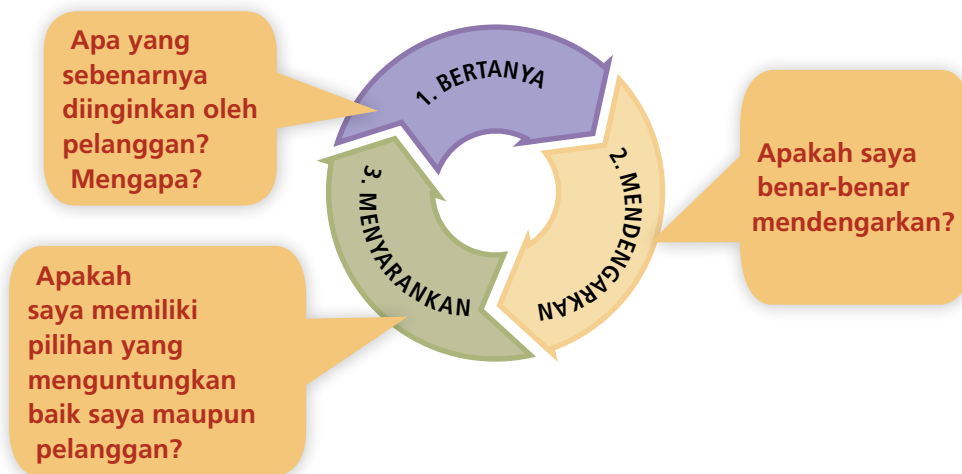 Apa yang
sebenarnya
diinginkan oleh
pelanggan?
Mengapa?
1. BERTANYA
2. MENDENGARKAN
Apakah saya
benar-benar
mendengarkan?
3. MENYARANKAN
Apakah
saya memiliki
pilihan yang
menguntungkan
baik saya maupun
pelanggan?